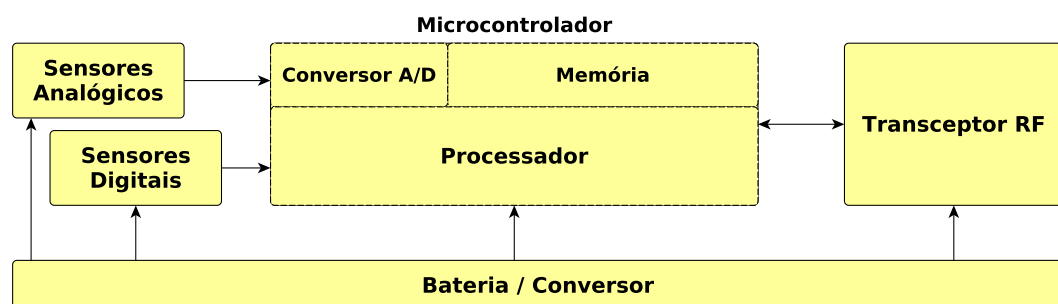 Microcontrolador
Sensores
Analógicos
Conversor A/D
Memória
Transceptor RF
Sensores
Digitais
Processador
Bateria / Conversor